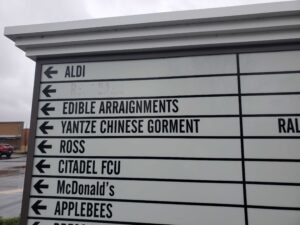 ALDI
EDIBLE ARRAIGNMENTS
YANTZE CHINESE GORMENT
RAL
ROSS
CITADEL FCU
McDonald's
APPLEBEES